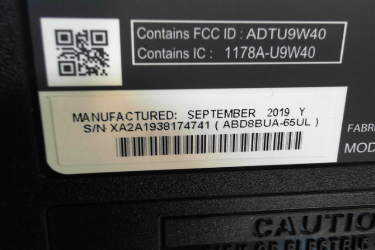 Contains FCC ID : ADTU9W40
Contains IC : 1178A-U9W40
MANUFACTURED: SEPTEMBER 2019 Y
S/N XA2A1938174741 ( ABD8BUA-65UL )
FABR
MOD
CAUTIO